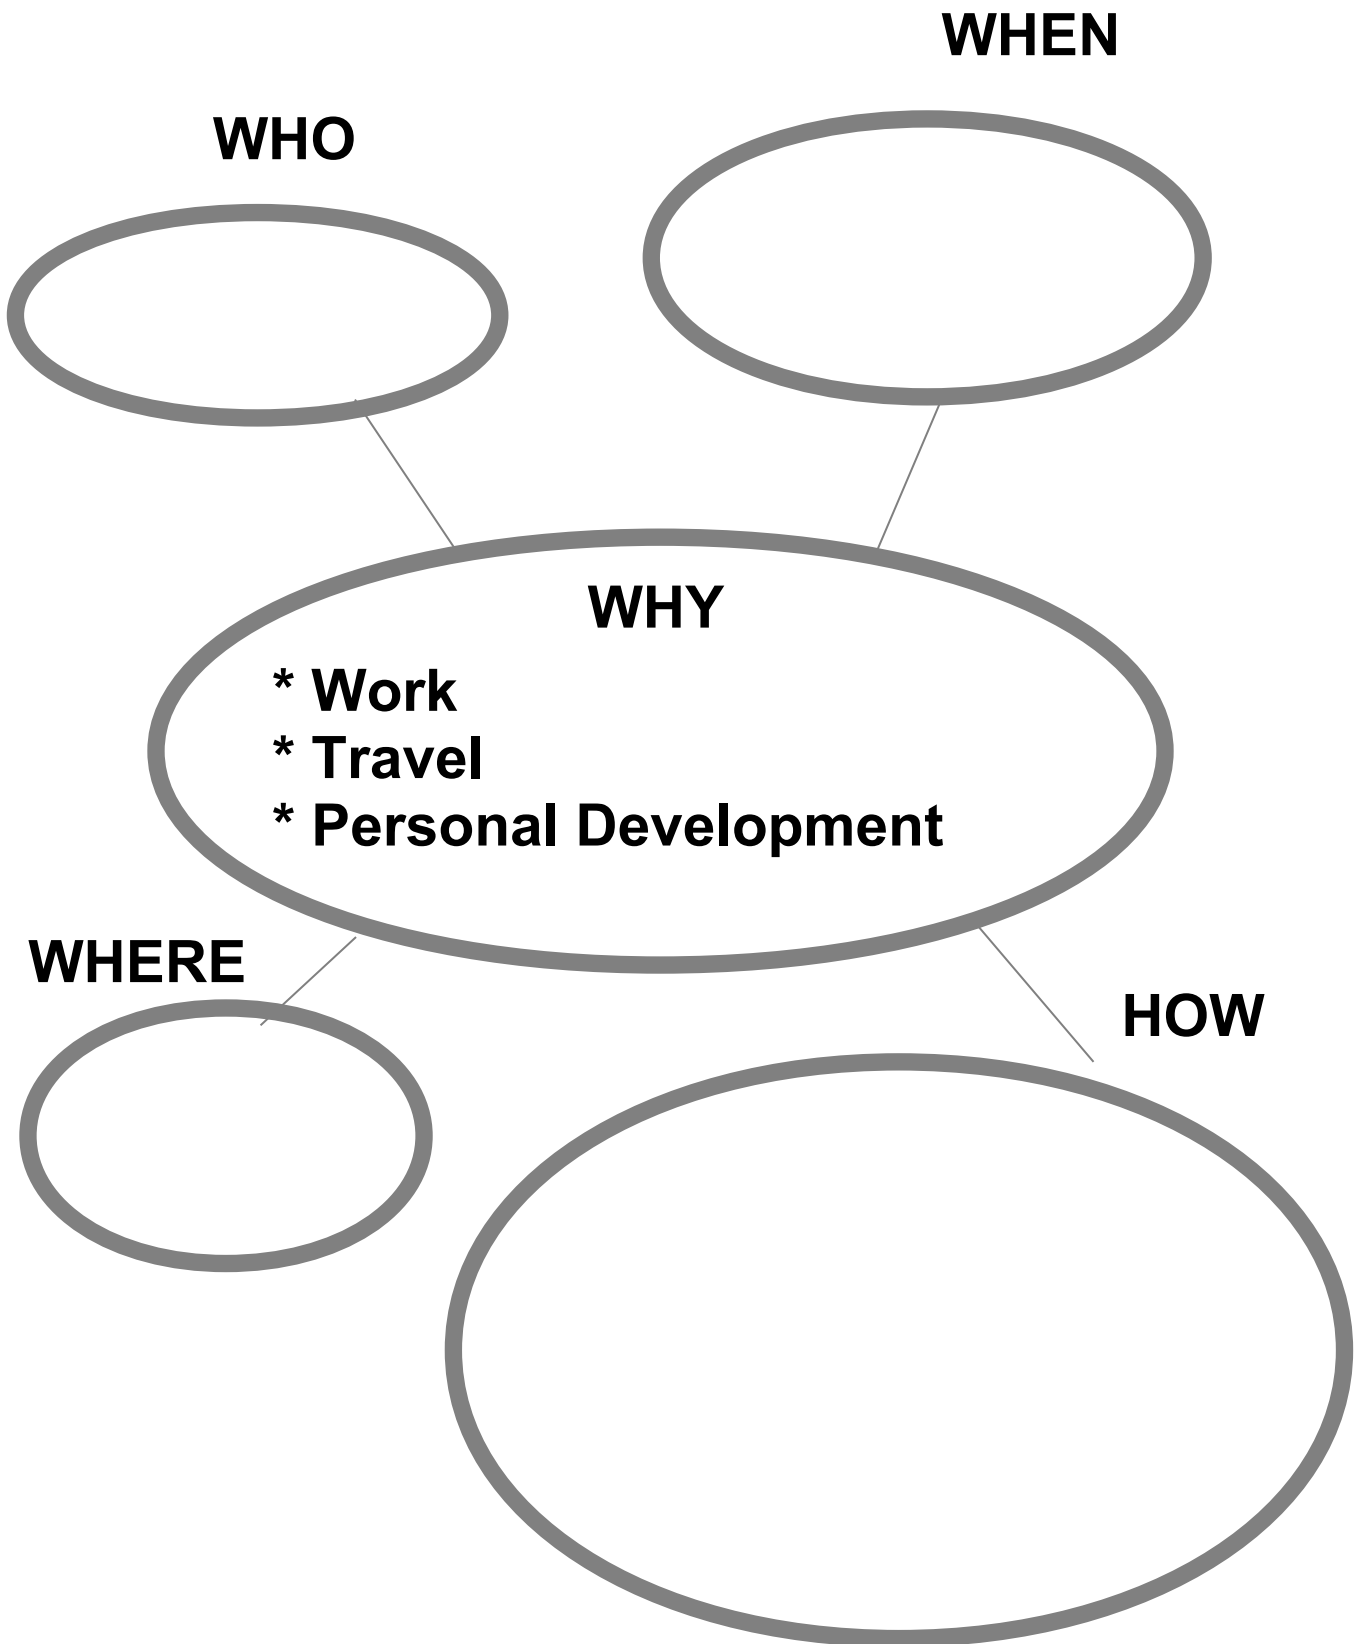 WHEN
WHO
WHY
* Work
* Travel
* Personal Development
WHERE
HOW